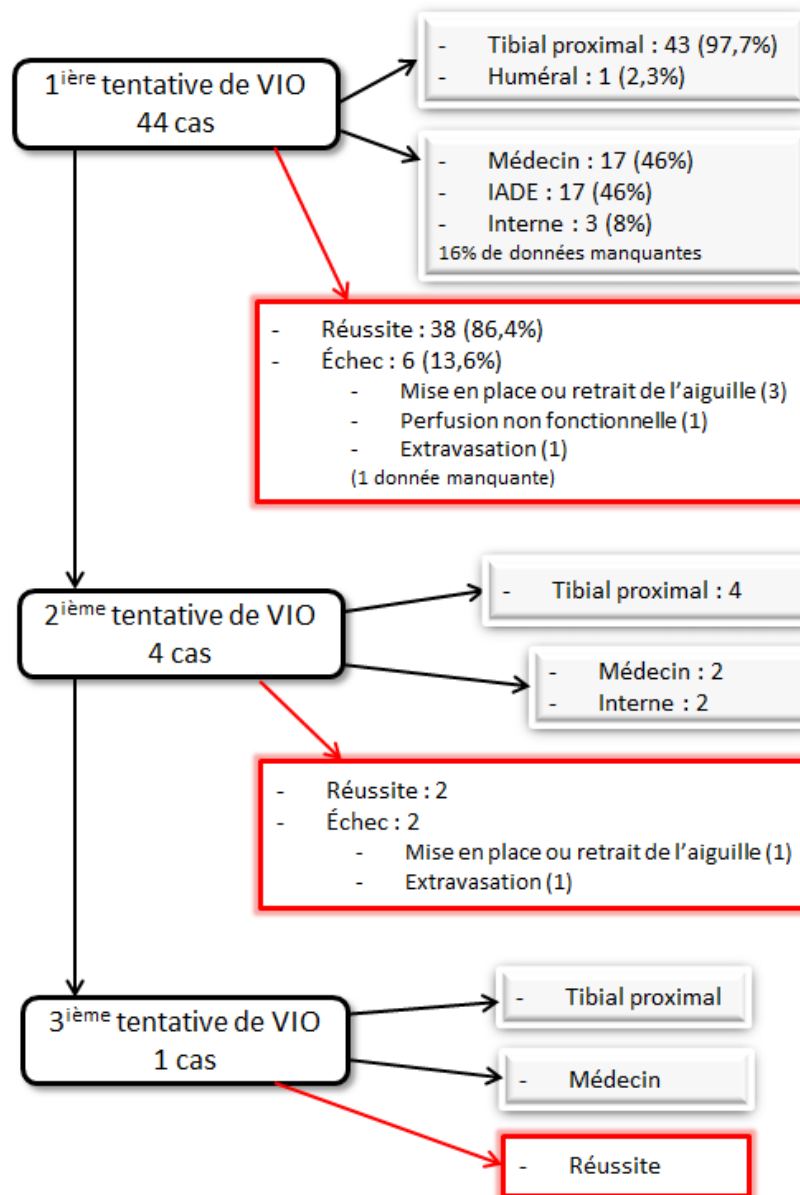 1ière tentative de VIO
44 cas
- Tibial proximal : 43 (97,7%)
- Huméral : 1 (2,3%)
- Médecin : 17 (46%)
- IADE : 17 (46%)
- Interne : 3 (8%)
16% de données manquantes
- Réussite : 38 (86,4%)
- Échec : 6 (13,6%)
- Mise en place ou retrait de l’aiguille (3)
- Perfusion non fonctionnelle (1)
- Extravasation (1)
(1 donnée manquante)
2ième tentative de VIO
4 cas
- Tibial proximal : 4
- Médecin : 2
- Interne : 2
- Réussite : 2
- Échec : 2
- Mise en place ou retrait de l’aiguille (1)
- Extravasation (1)
3ième tentative de VIO
1 cas
- Tibial proximal
- Médecin
- Réussite